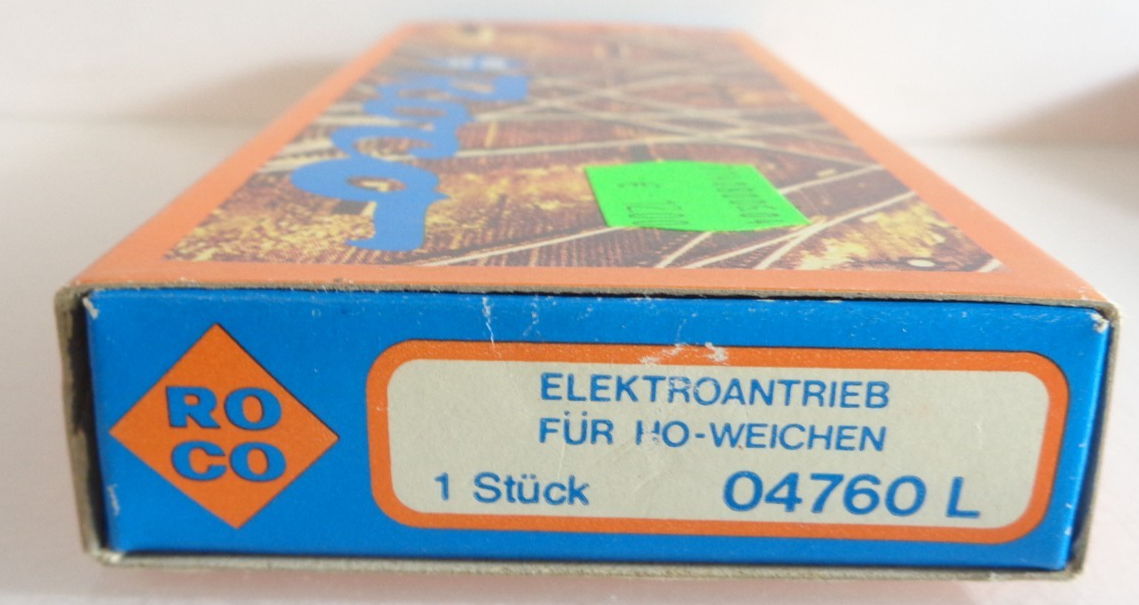 RO
CO
ELEKTROANTRIEB
FÜR HO-WEICHEN
1 Stück 04760 L